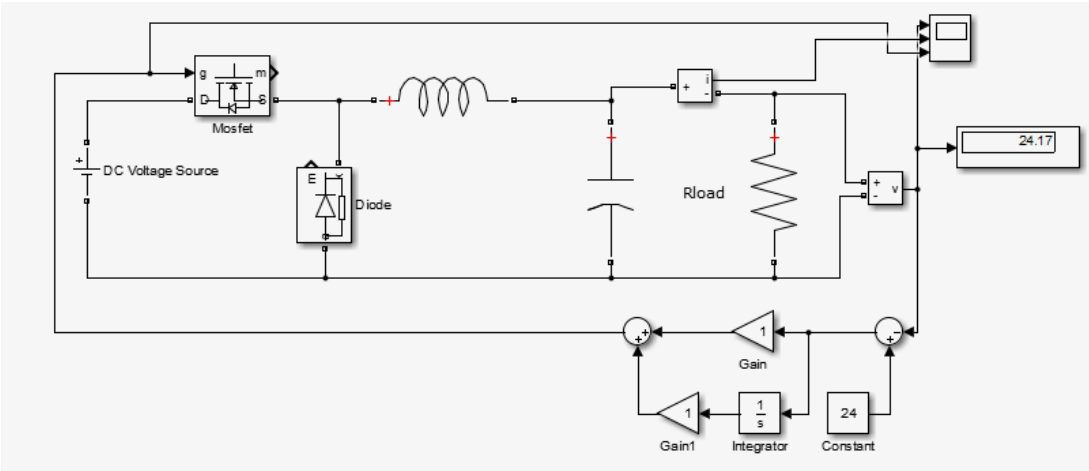 g
m
D
S
Mosfet
i
+
-
24.17
+
DC Voltage Source
m
k
a
Diode
Rload
+
-
v
1
Gain
+
+
-
+
1
1
s
24
Gain1
Integrator
Constant